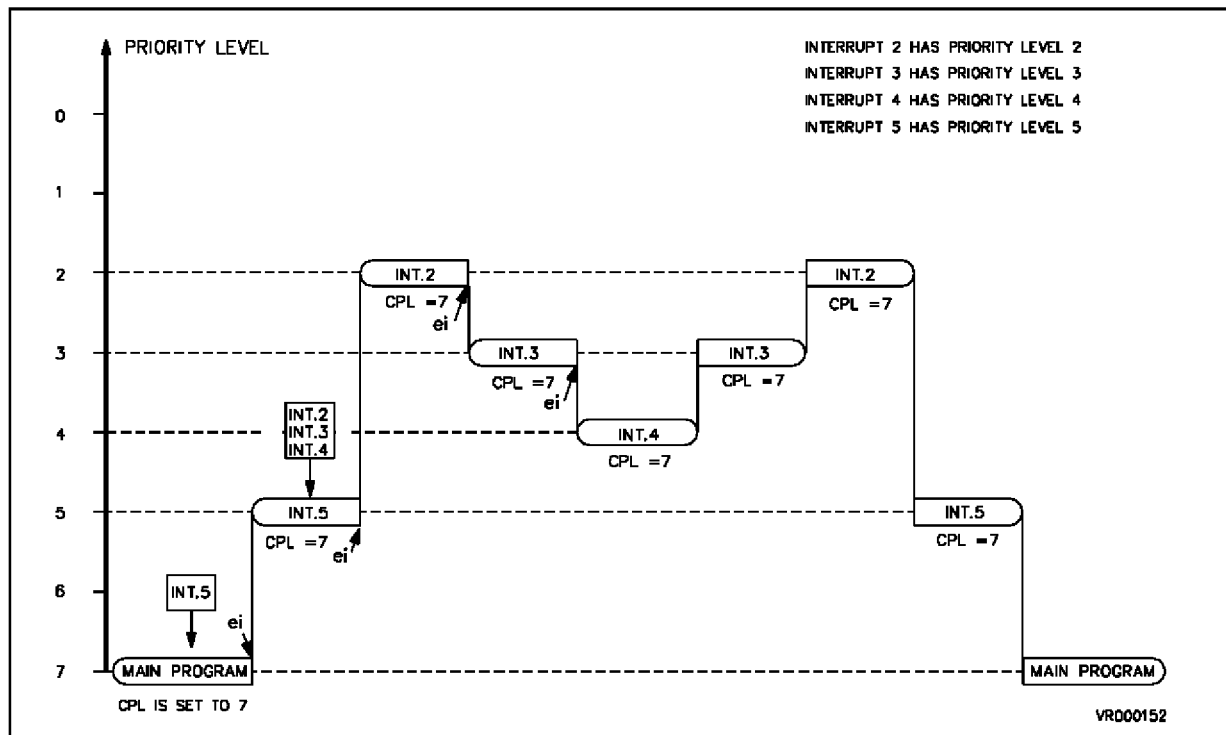 PRIORITY LEVEL
INTERRUPT 2 HAS PRIORITY LEVEL 2
INTERRUPT 3 HAS PRIORITY LEVEL 3
INTERRUPT 4 HAS PRIORITY LEVEL 4
INTERRUPT 5 HAS PRIORITY LEVEL 5
0
1
2
INT.2
INT.2
CPL =7
CPL =7
ei
3
INT.3
INT.3
CPL =7
CPL =7
ei
INT.2
INT.3
INT.4
4
INT.4
CPL =7
5
INT.5
INT.5
CPL =7
CPL =7
ei
6
INT.5
ei
7
MAIN PROGRAM
MAIN PROGRAM
CPL IS SET TO 7
VR000152